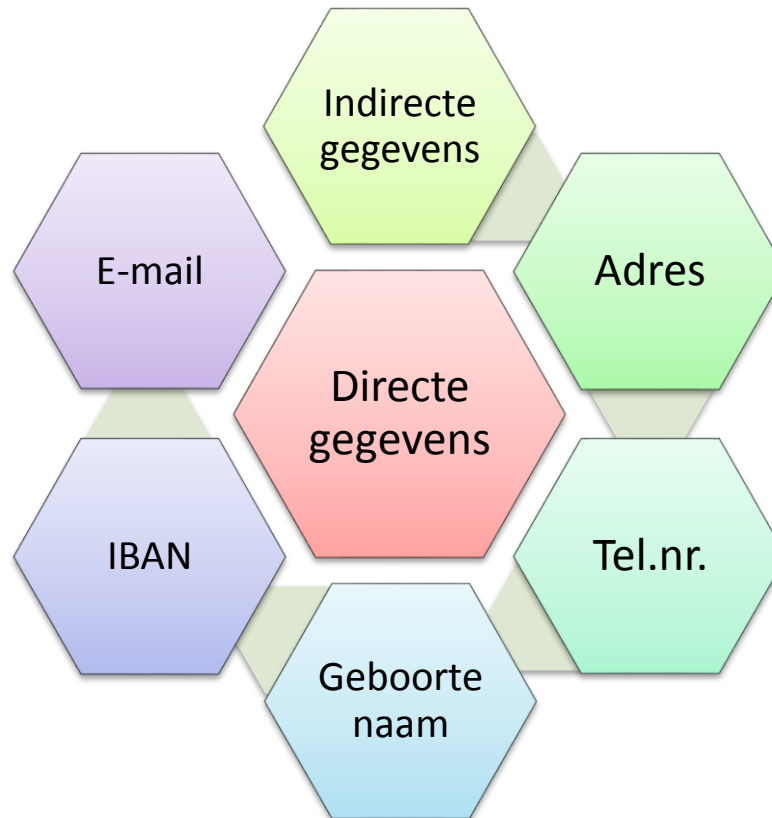 Indirecte
gegevens
Adres
E-mail
Directe
gegevens
Tel.nr.
IBAN
Geboorte
naam